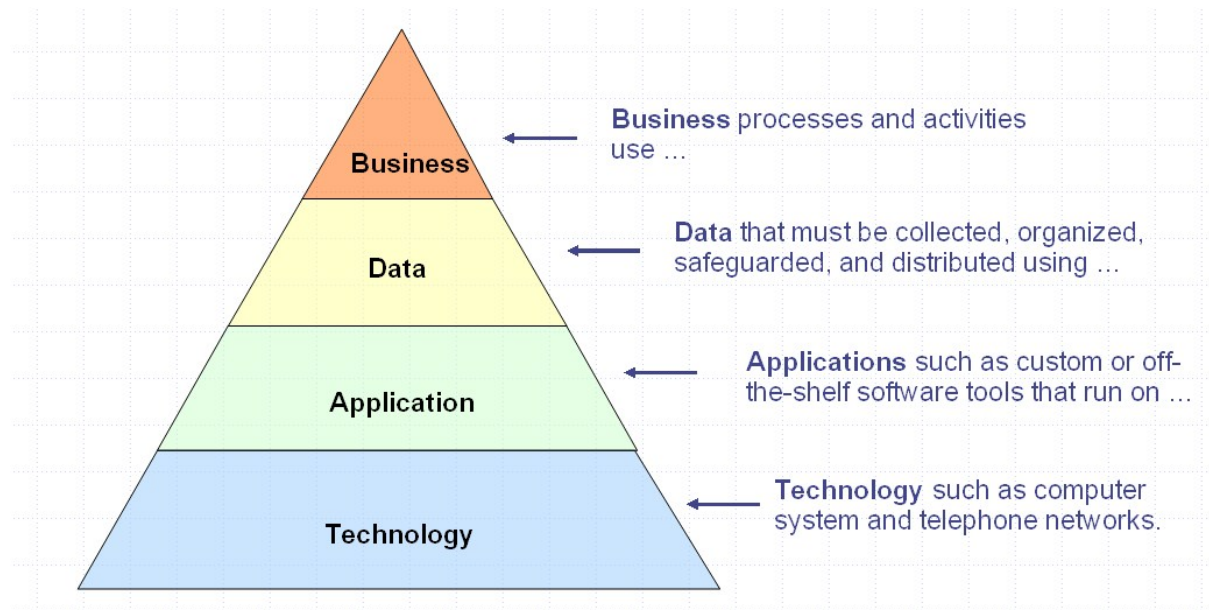 Business
Business processes and activities
use ...
Data
Data that must be collected, organized,
safeguarded, and distributed using ...
Application
Applications such as custom or off-
the-shelf software tools that run on ...
Technology
Technology such as computer
system and telephone networks.